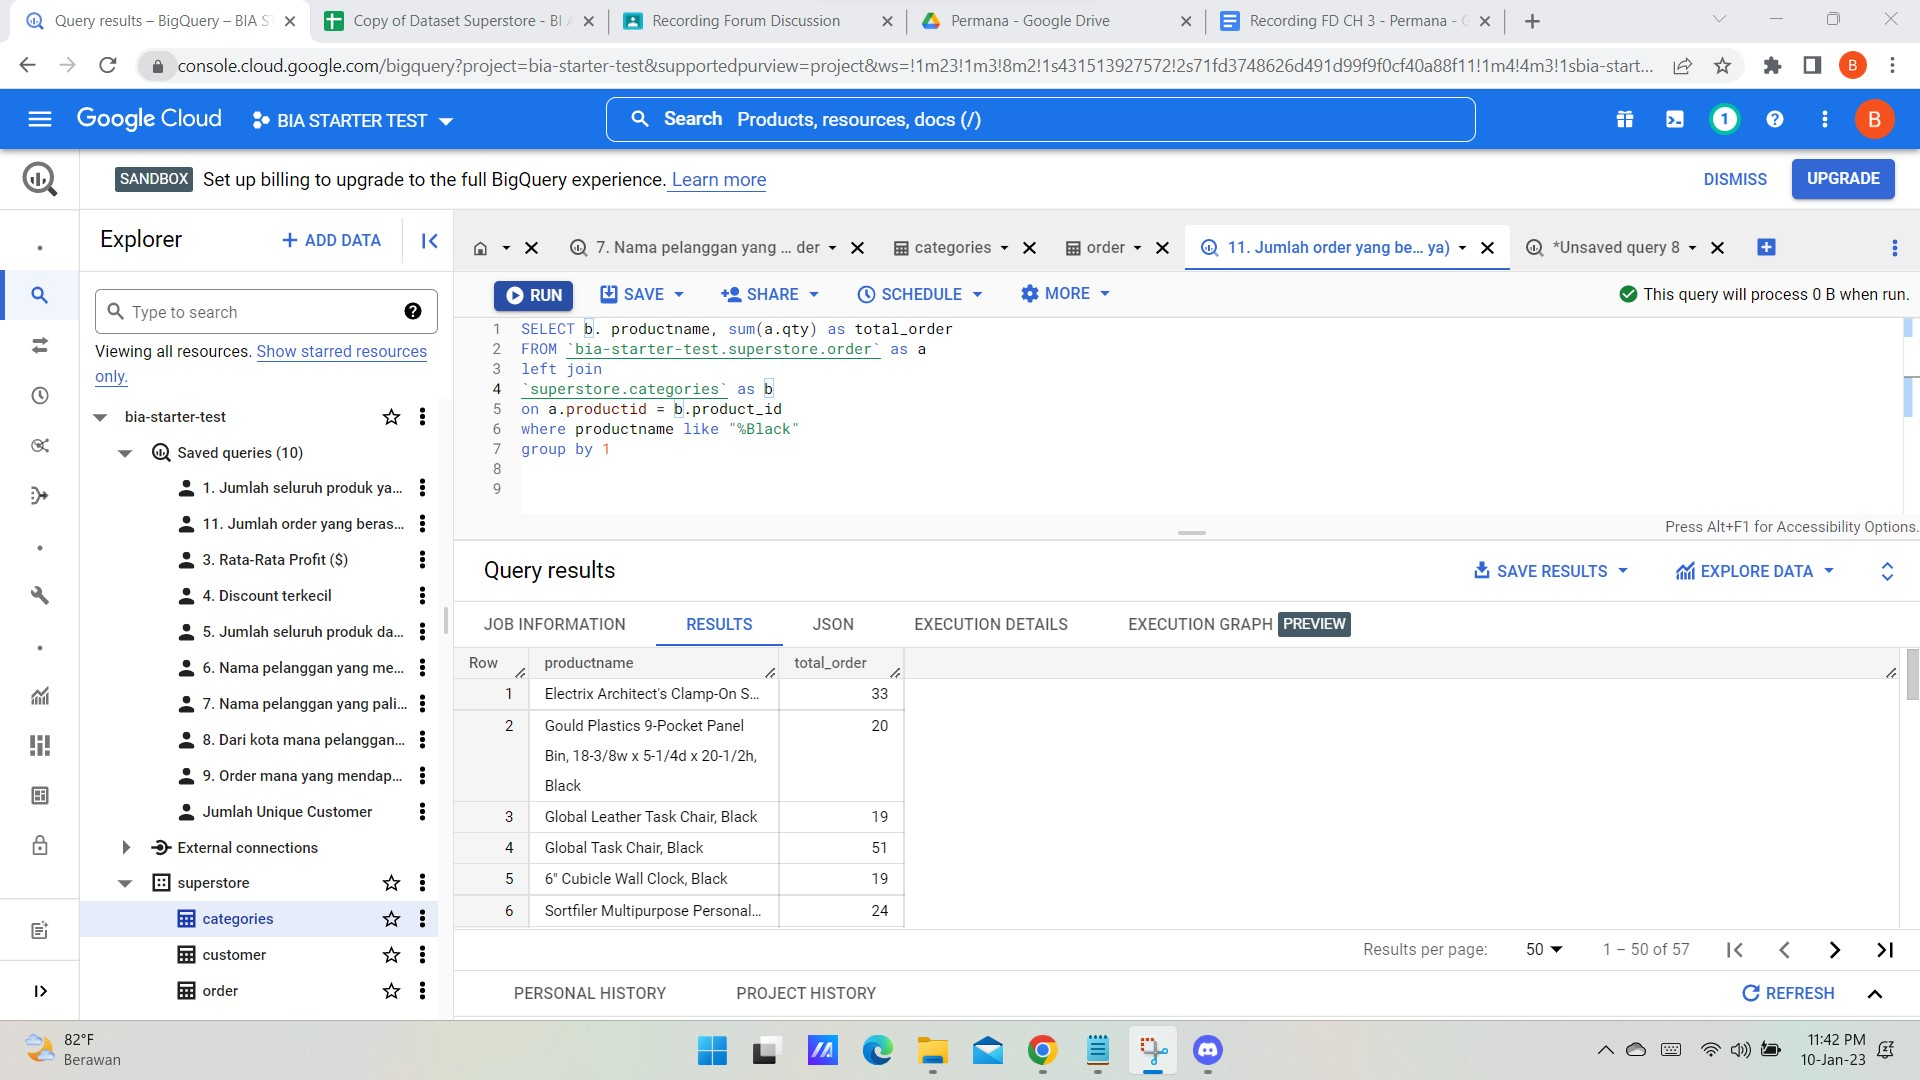 Query results – BigQuery – BIA S
Copy of Dataset Superstore - BI
Recording Forum Discussion
Permana - Google Drive
Recording FD CH 3 - Permana -
console.cloud.google.com/bigquery?project=bia-starter-test&supportedpurview=project&ws=!1m23!1m3!8m2!1s431513927572!2s71fd3748626d491d99f9f0cf40a88f11!1m4!4m3!1sbia-start...
B
Google Cloud
BIA STARTER TEST
Search Products, resources, docs (/)
1
B
SANDBOX Set up billing to upgrade to the full BigQuery experience. Learn more
DISMISS
UPGRADE
Explorer
+ ADD DATA
7. Nama pelanggan yang ... der
categories
order
11. Jumlah order yang be... ya)
*Unsaved query 8
Type to search
Viewing all resources. Show starred resources
only.
RUN
SAVE
SHARE
SCHEDULE
MORE
This query will process 0 B when run.
1 SELECT b. productname, sum(a.qty) as total_order
2 FROM `bia-starter-test.superstore.order` as a
3 left join
4 `superstore.categories` as b
5 on a.productid = b.product_id
6 where productname like "%Black"
7 group by 1
8
9
Press Alt+F1 for Accessibility Options.
bia-starter-test
Saved queries (10)
1. Jumlah seluruh produk ya...
11. Jumlah order yang beras...
3. Rata-Rata Profit ($)
4. Discount terkecil
5. Jumlah seluruh produk da...
6. Nama pelanggan yang me...
7. Nama pelanggan yang pali...
8. Dari kota mana pelanggan...
9. Order mana yang mendap...
Jumlah Unique Customer
External connections
superstore
categories
customer
order
Query results
SAVE RESULTS
EXPLORE DATA
JOB INFORMATION
RESULTS
JSON
EXECUTION DETAILS
EXECUTION GRAPH PREVIEW
Row productname total_order
1 Electrix Architect's Clamp-On S... 33
2 Gould Plastics 9-Pocket Panel 20
Bin, 18-3/8w x 5-1/4d x 20-1/2h,
Black
3 Global Leather Task Chair, Black 19
4 Global Task Chair, Black 51
5 6" Cubicle Wall Clock, Black 19
6 Sortfiler Multipurpose Personal... 24
Results per page: 50 1 – 50 of 57
PERSONAL HISTORY
PROJECT HISTORY
REFRESH
82°F
Berawan
11:42 PM
10-Jan-23